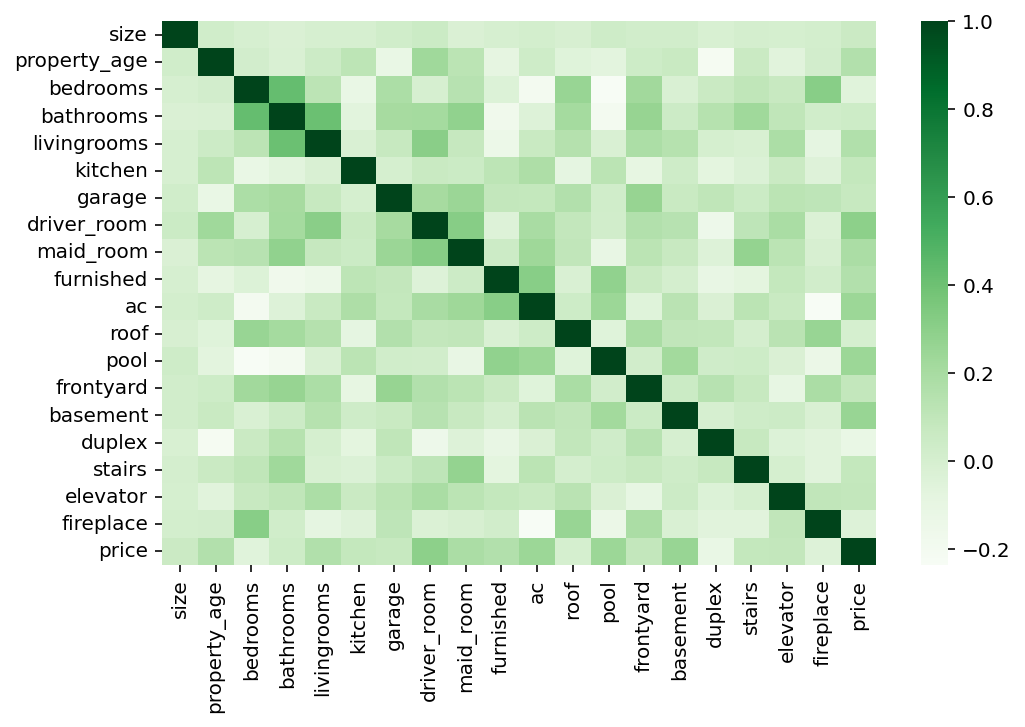 size
property_age
bedrooms
bathrooms
livingrooms
kitchen
garage
driver_room
maid_room
furnished
ac
roof
pool
frontyard
basement
duplex
stairs
elevator
fireplace
price
size
property_age
bedrooms
bathrooms
livingrooms
kitchen
garage
driver_room
maid_room
furnished
ac
roof
pool
frontyard
basement
duplex
stairs
elevator
fireplace
price
1.0
0.8
0.6
0.4
0.2
0.0
−0.2